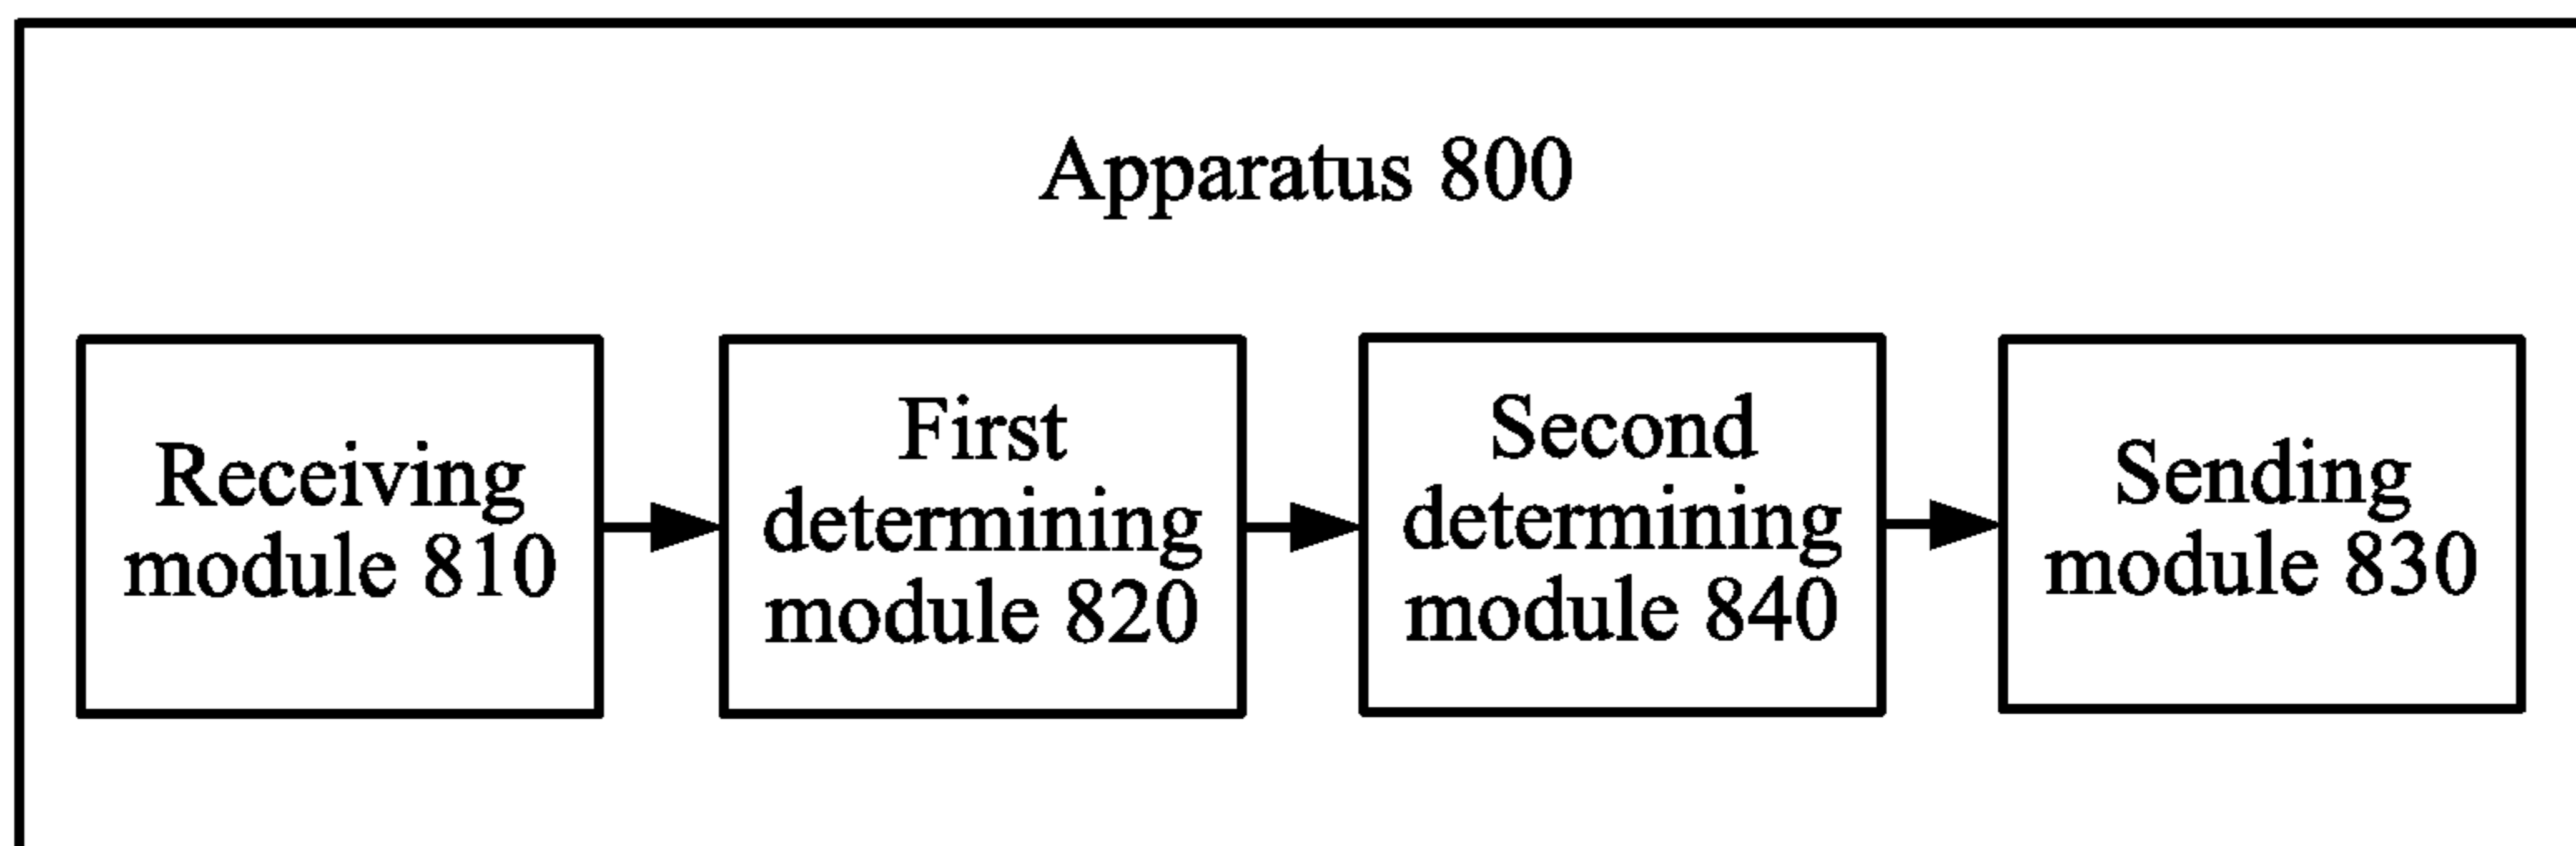 Apparatus 800
Receiving
module 810
First
determining
module 820
Second
determining
module 840
Sending
module 830